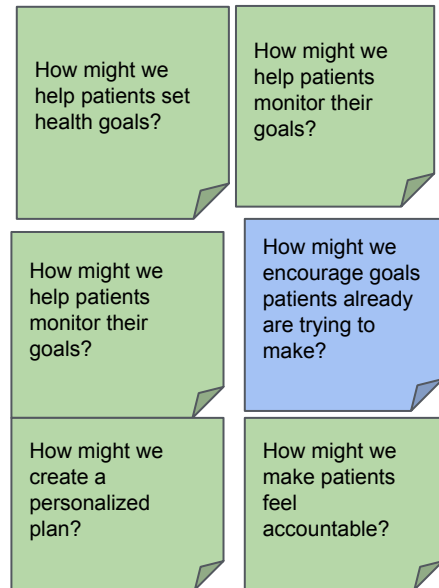 How might we
help patients set
health goals?
How might we
help patients
monitor their
goals?
How might we
help patients
monitor their
goals?
How might we
encourage goals
patients already
are trying to
make?
How might we
create a
personalized
plan?
How might we
make patients
feel
accountable?